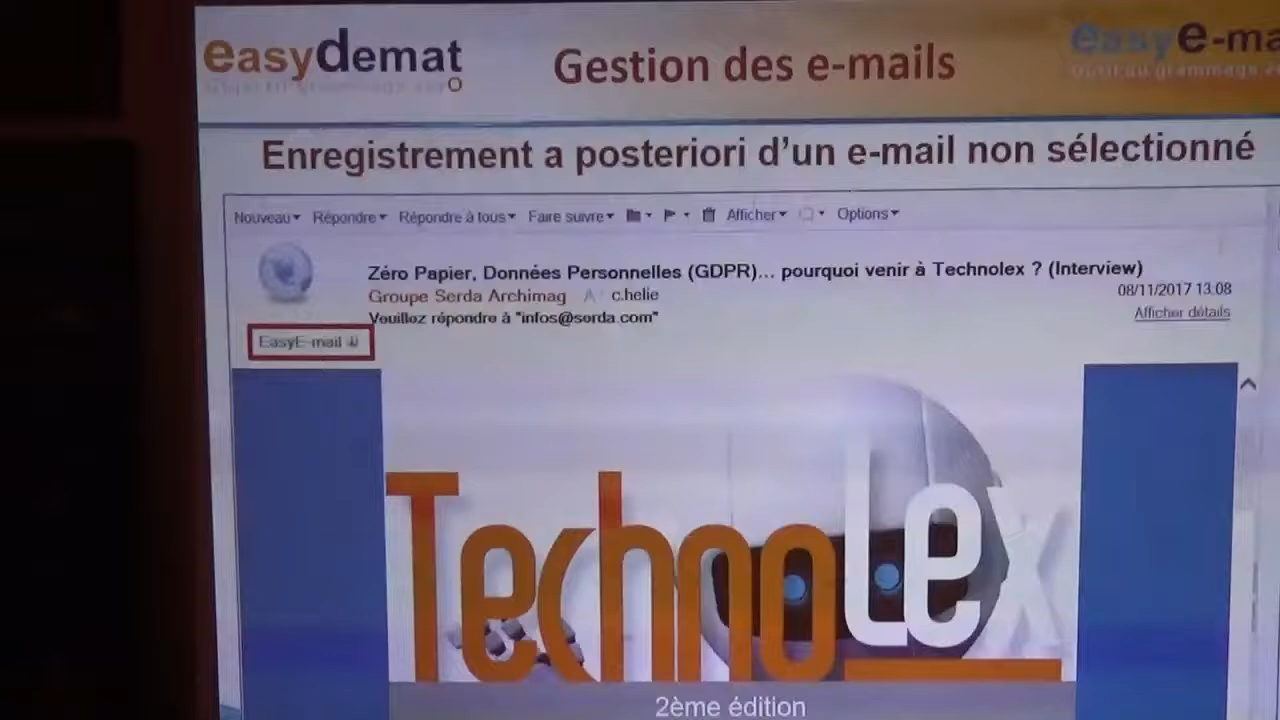 easydemat
Gestion des e-mails
easye-ma
Enregistrement a posteriori d'un e-mail non sélectionné
Nouveau Répondre Répondre à tous Faire suivre Afficher Options
Zéro Papier, Données Personnelles (GDPR)... pourquoi venir à Technolex ? (Interview)
Groupe Serda Archimag A c.helie
08/11/2017 13:08
Veuillez répondre à "infos@serda.com"
Afficher détails
EasyE-mail
TechnoLex
2ème édition